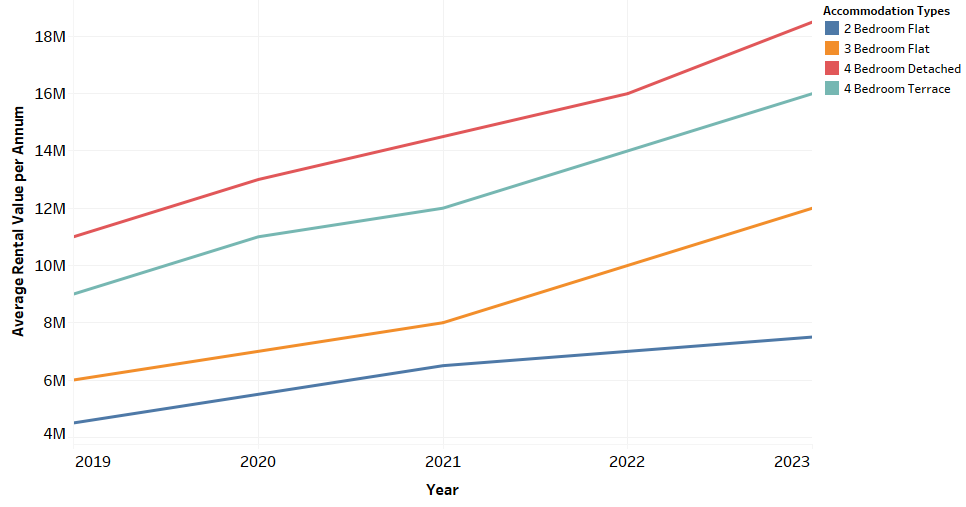 Accommodation Types
2 Bedroom Flat
3 Bedroom Flat
4 Bedroom Detached
4 Bedroom Terrace
Average Rental Value per Annum
18M
16M
14M
12M
10M
8M
6M
4M
2019 2020 2021 2022 2023
Year